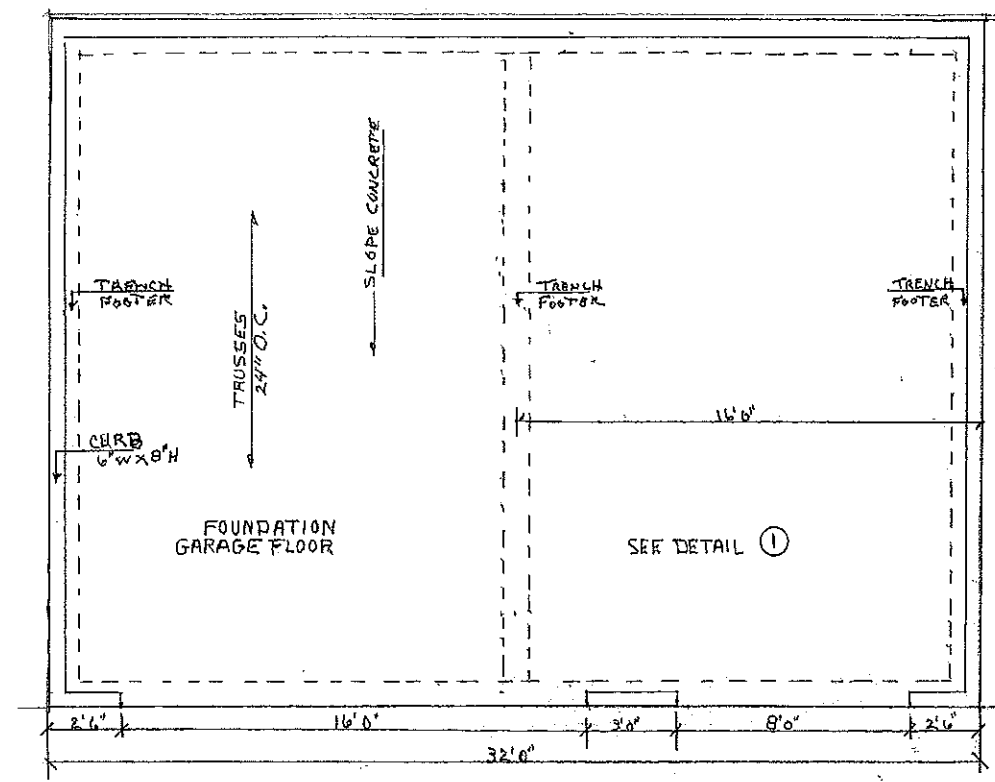 SLOPE CONCRETE
TRENCH
FOOTER
TRENCH
FOOTER
TRENCH
FOOTER
TRUSSES
24" O.C.
16'0"
CURB
6"W X 8"H
FOUNDATION
GARAGE FLOOR
SEE DETAIL 1
2'6"
16'0"
3'0"
8'0"
2'6"
32'0"